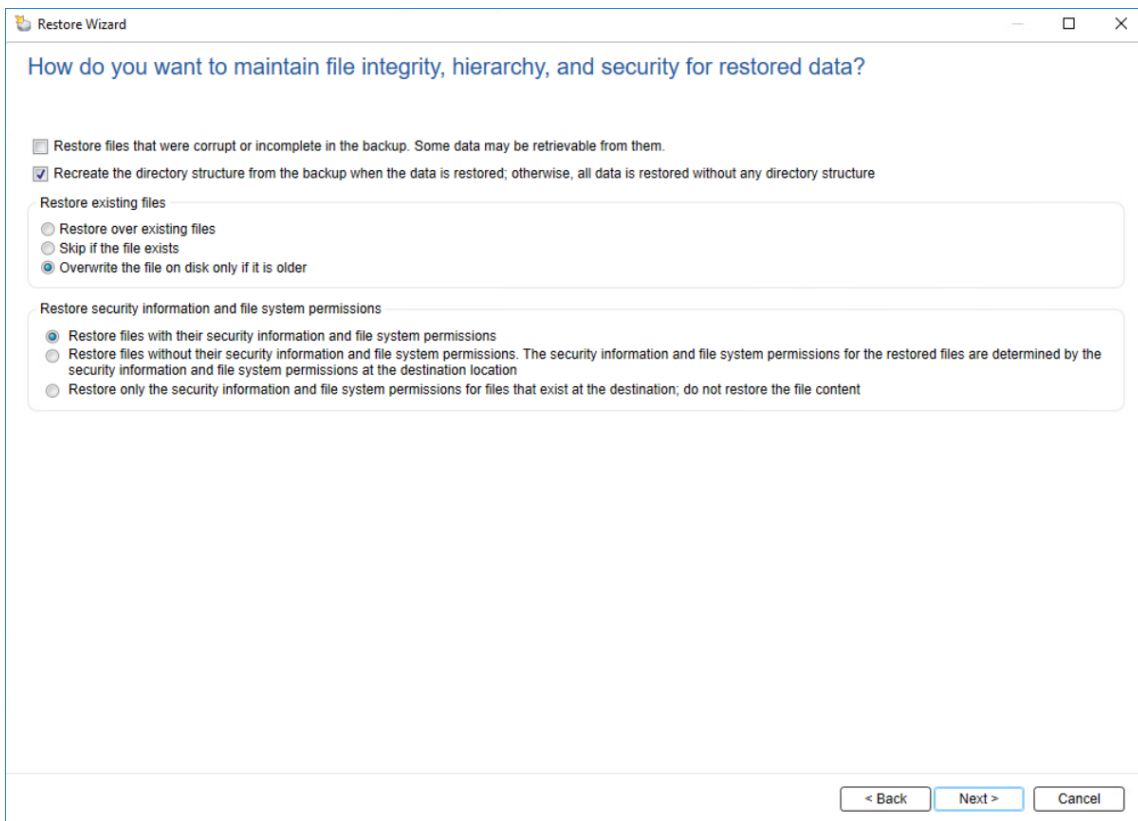 Restore Wizard
How do you want to maintain file integrity, hierarchy, and security for restored data?
Restore files that were corrupt or incomplete in the backup. Some data may be retrievable from them.
Recreate the directory structure from the backup when the data is restored; otherwise, all data is restored without any directory structure
Restore existing files
Restore over existing files
Skip if the file exists
Overwrite the file on disk only if it is older
Restore security information and file system permissions
Restore files with their security information and file system permissions
Restore files without their security information and file system permissions. The security information and file system permissions for the restored files are determined by the
security information and file system permissions at the destination location
Restore only the security information and file system permissions for files that exist at the destination; do not restore the file content
< Back
Next >
Cancel